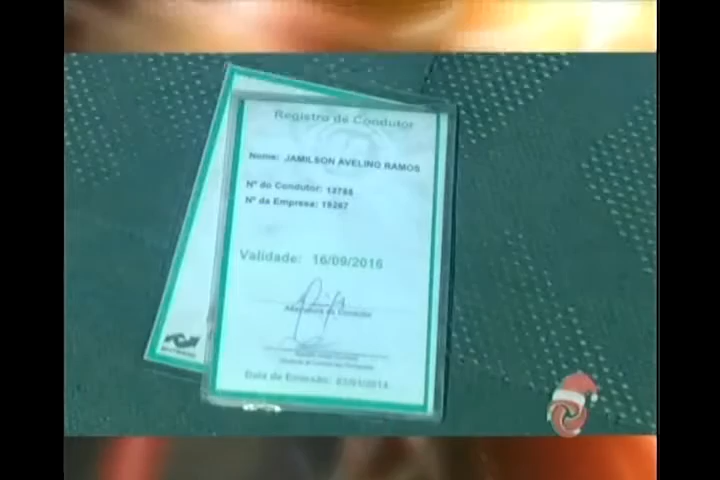 Registro de Condutor
Nome: JAMILSON AVELINO RAMOS
Nº do Condutor: 13788
Nº da Empresa: 19267
Validade: 16/09/2016
Assinatura do Condutor
Data de Emissão: